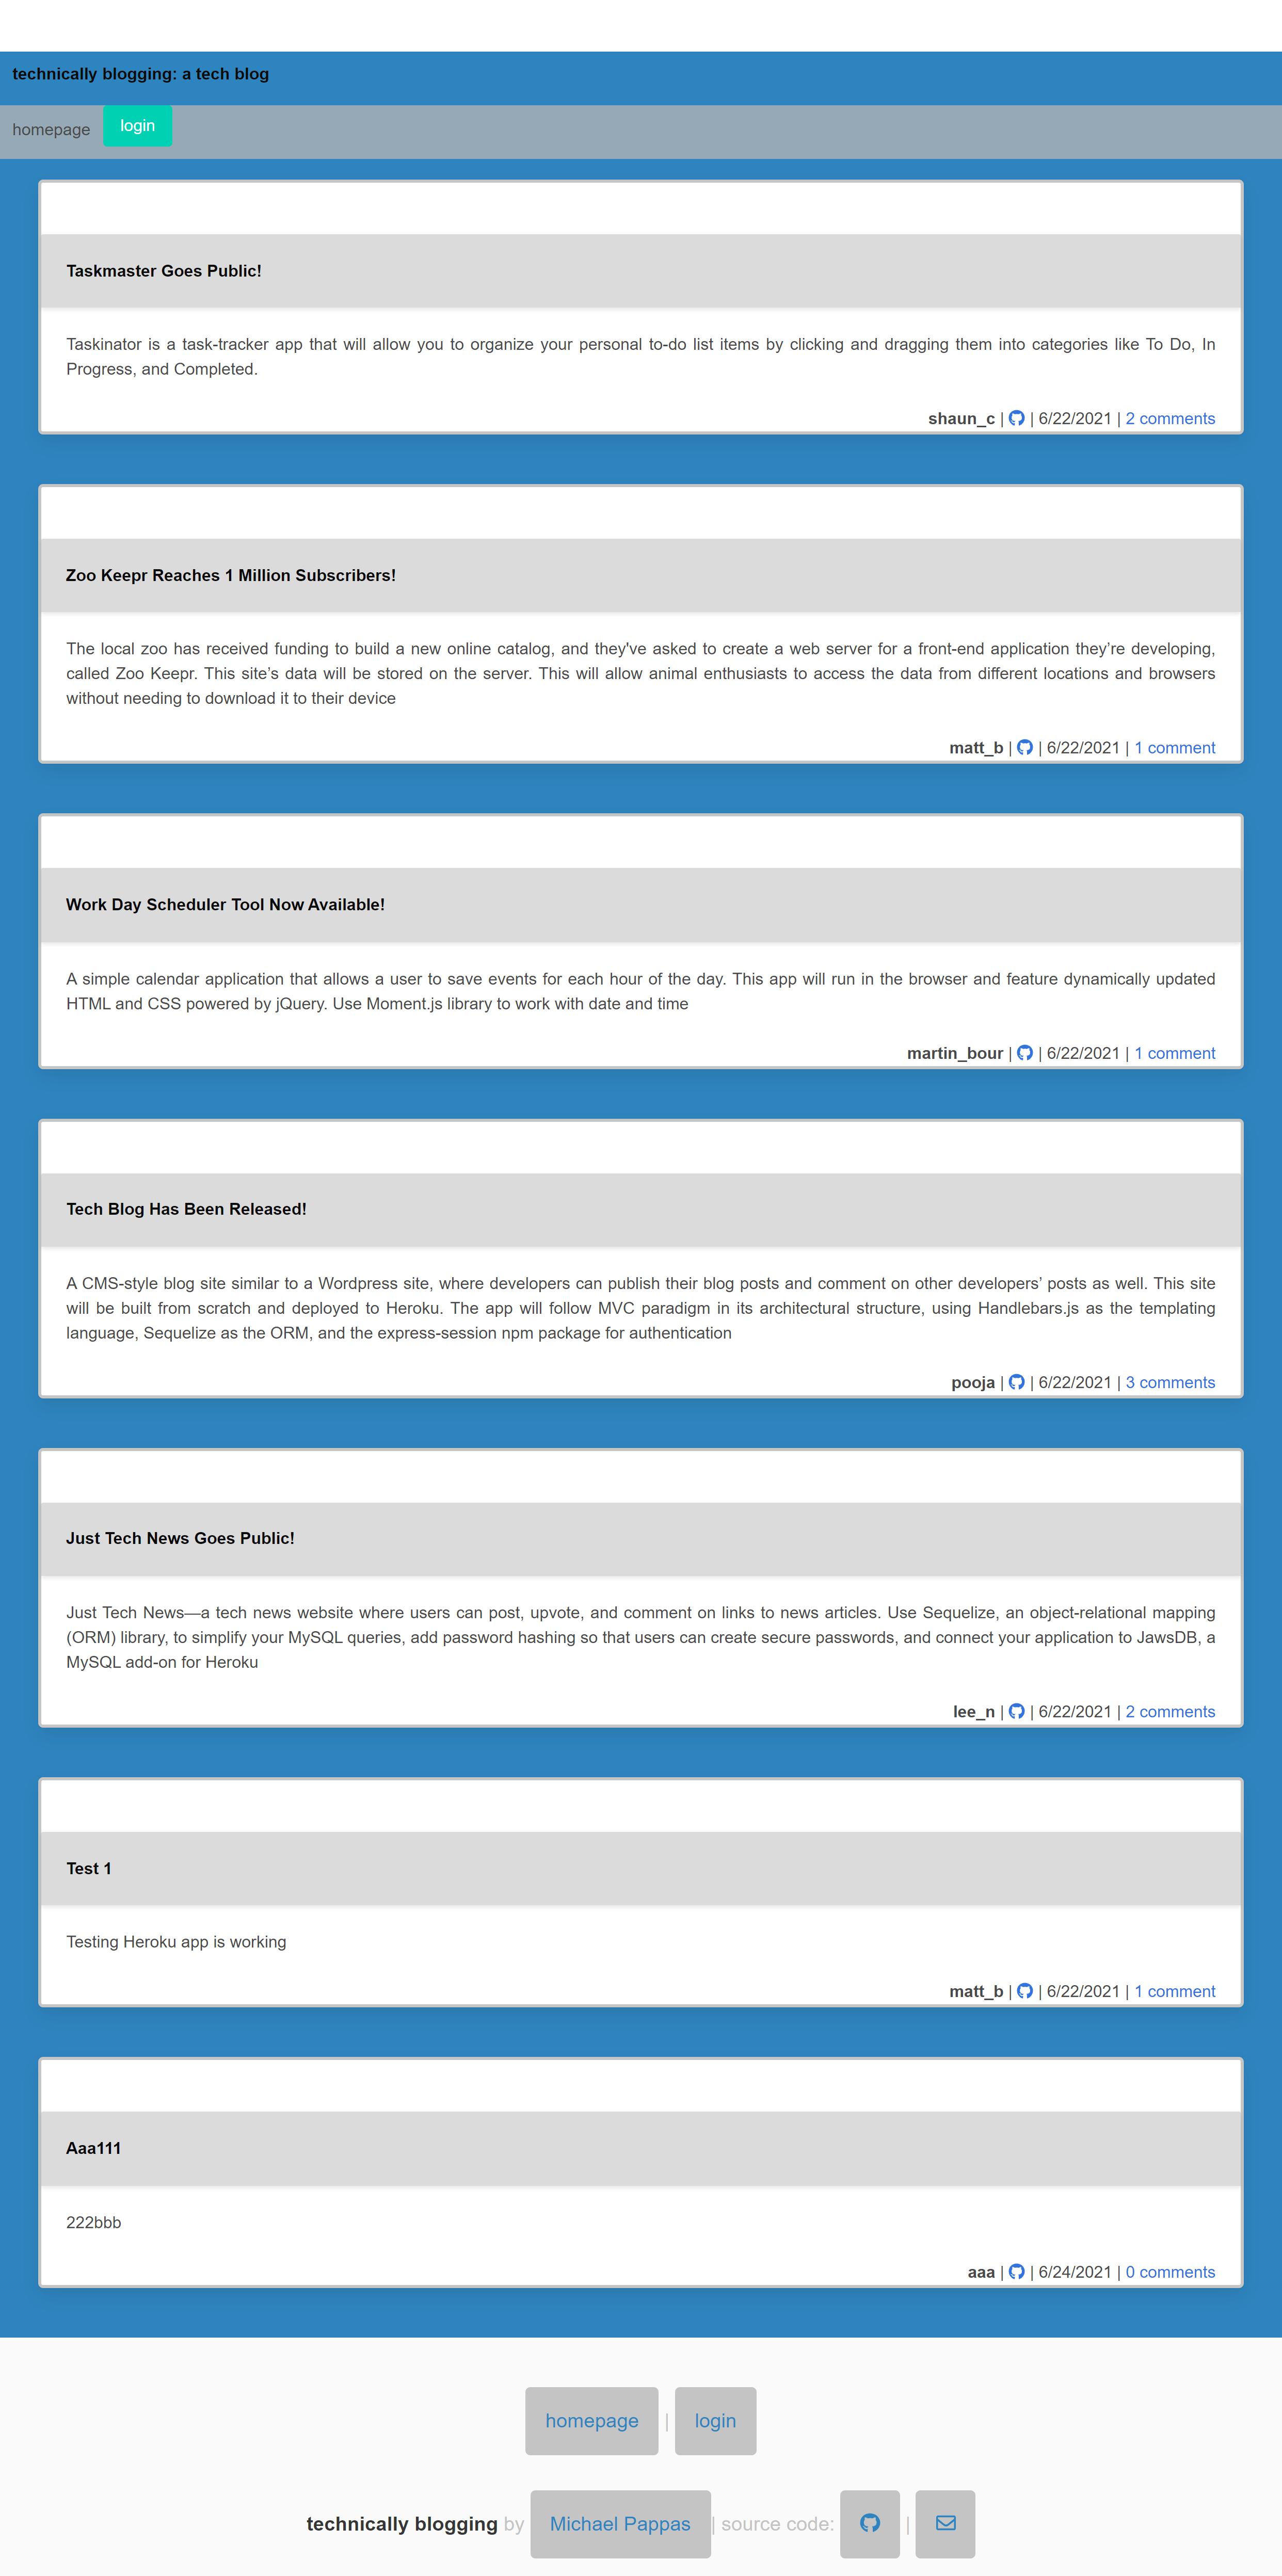 technically blogging: a tech blog
homepage login
Taskmaster Goes Public!
Taskinator is a task-tracker app that will allow you to organize your personal to-do list items by clicking and dragging them into categories like To Do, In
Progress, and Completed.
shaun_c | | 6/22/2021 | 2 comments
Zoo Keepr Reaches 1 Million Subscribers!
The local zoo has received funding to build a new online catalog, and they've asked to create a web server for a front-end application they’re developing,
called Zoo Keepr. This site’s data will be stored on the server. This will allow animal enthusiasts to access the data from different locations and browsers
without needing to download it to their device
matt_b | | 6/22/2021 | 1 comment
Work Day Scheduler Tool Now Available!
A simple calendar application that allows a user to save events for each hour of the day. This app will run in the browser and feature dynamically updated
HTML and CSS powered by jQuery. Use Moment.js library to work with date and time
martin_bour | | 6/22/2021 | 1 comment
Tech Blog Has Been Released!
A CMS-style blog site similar to a Wordpress site, where developers can publish their blog posts and comment on other developers’ posts as well. This site
will be built from scratch and deployed to Heroku. The app will follow MVC paradigm in its architectural structure, using Handlebars.js as the templating
language, Sequelize as the ORM, and the express-session npm package for authentication
pooja | | 6/22/2021 | 3 comments
Just Tech News Goes Public!
Just Tech News—a tech news website where users can post, upvote, and comment on links to news articles. Use Sequelize, an object-relational mapping
(ORM) library, to simplify your MySQL queries, add password hashing so that users can create secure passwords, and connect your application to JawsDB, a
MySQL add-on for Heroku
lee_n | | 6/22/2021 | 2 comments
Test 1
Testing Heroku app is working
matt_b | | 6/22/2021 | 1 comment
Aaa111
222bbb
aaa | | 6/24/2021 | 0 comments
homepage | login
technically blogging by Michael Pappas | source code: |